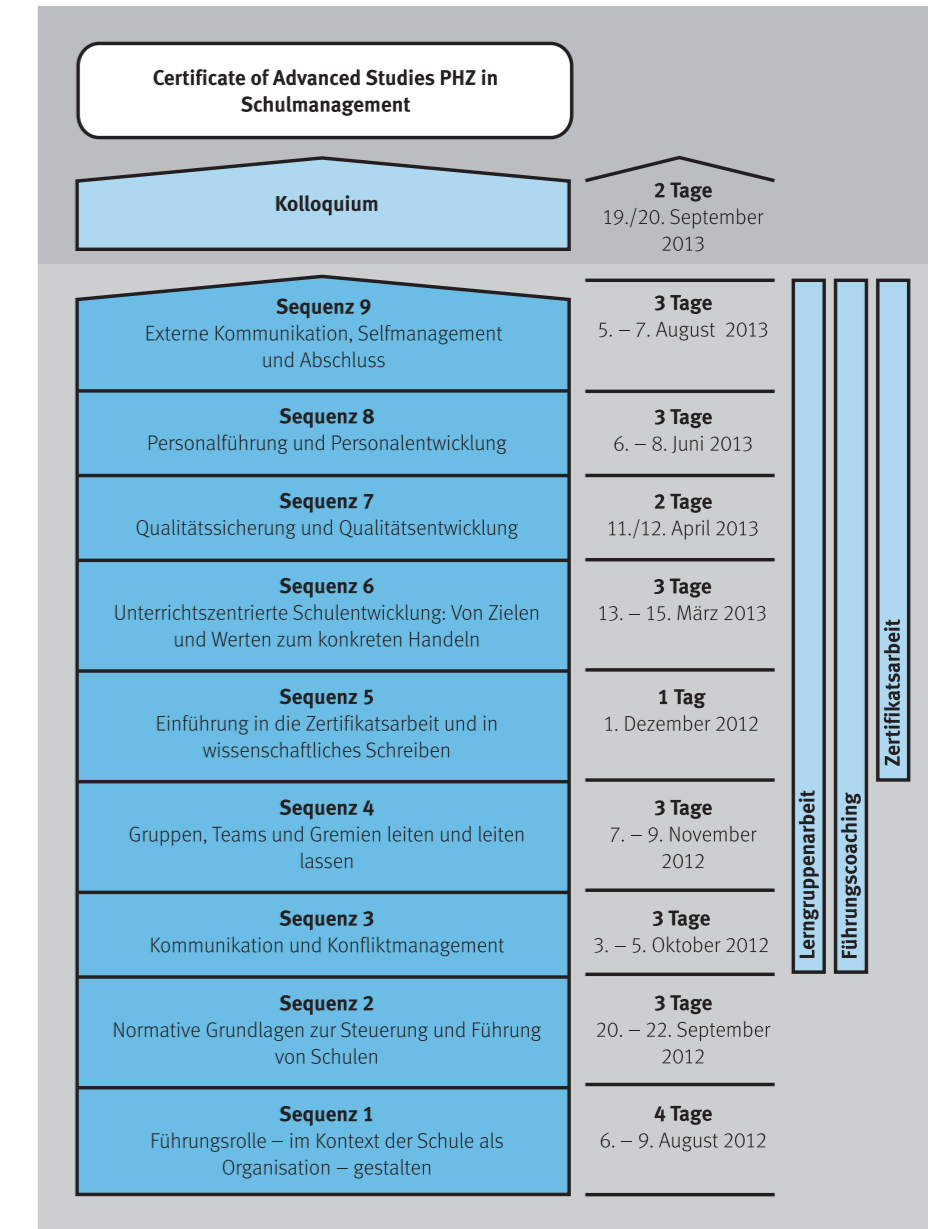 Certificate of Advanced Studies PHZ in
Schulmanagement
Kolloquium
2 Tage
19./20. September
2013
Sequenz 9
Externe Kommunikation, Selfmanagement
und Abschluss
3 Tage
5. – 7. August 2013
Sequenz 8
Personalführung und Personalentwicklung
3 Tage
6. – 8. Juni 2013
Sequenz 7
Qualitätssicherung und Qualitätsentwicklung
2 Tage
11./12. April 2013
Sequenz 6
Unterrichtszentrierte Schulentwicklung: Von Zielen
und Werten zum konkreten Handeln
3 Tage
13. – 15. März 2013
Sequenz 5
Einführung in die Zertifikatsarbeit und in
wissenschaftliches Schreiben
1 Tag
1. Dezember 2012
Sequenz 4
Gruppen, Teams und Gremien leiten und leiten
lassen
3 Tage
7. – 9. November
2012
Sequenz 3
Kommunikation und Konfliktmanagement
3 Tage
3. – 5. Oktober 2012
Sequenz 2
Normative Grundlagen zur Steuerung und Führung
von Schulen
3 Tage
20. – 22. September
2012
Sequenz 1
Führungsrolle – im Kontext der Schule als
Organisation – gestalten
4 Tage
6. – 9. August 2012
Lerngruppenarbeit
Führungscoaching
Zertifikatsarbeit